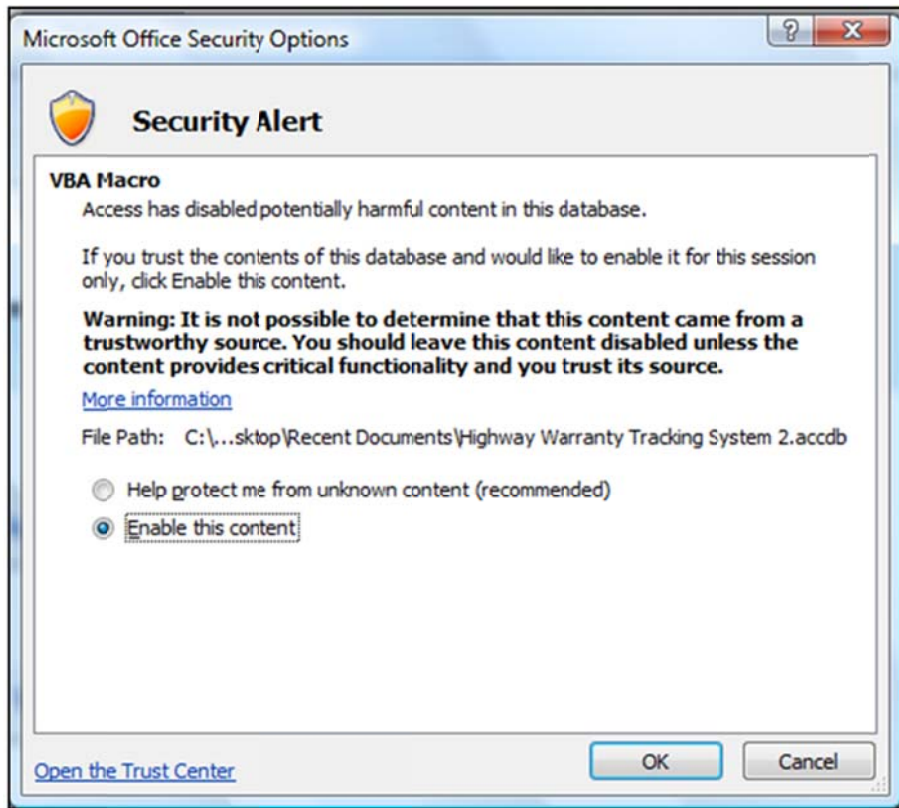 Microsoft Office Security Options
Security Alert
VBA Macro
Access has disabled potentially harmful content in this database.
If you trust the contents of this database and would like to enable it for this session
only, click Enable this content.
Warning: It is not possible to determine that this content came from a
trustworthy source. You should leave this content disabled unless the
content provides critical functionality and you trust its source.
More information
File Path: C:\...sktop\Recent Documents\Highway Warranty Tracking System 2.accdb
Help protect me from unknown content (recommended)
Enable this content
Open the Trust Center
OK
Cancel